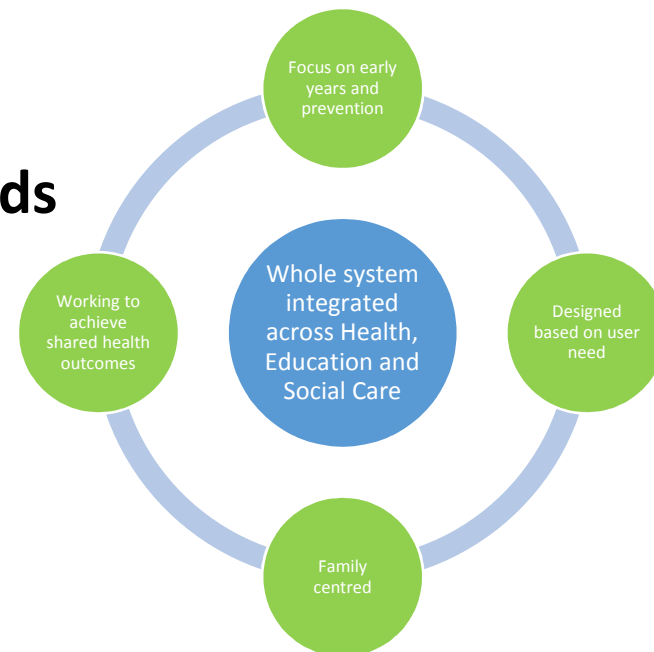 Focus on early
years and
prevention
ds
Whole system
integrated
across Health,
Education and
Social Care
Working to
achieve
shared health
outcomes
Designed
based on user
need
Family
centred